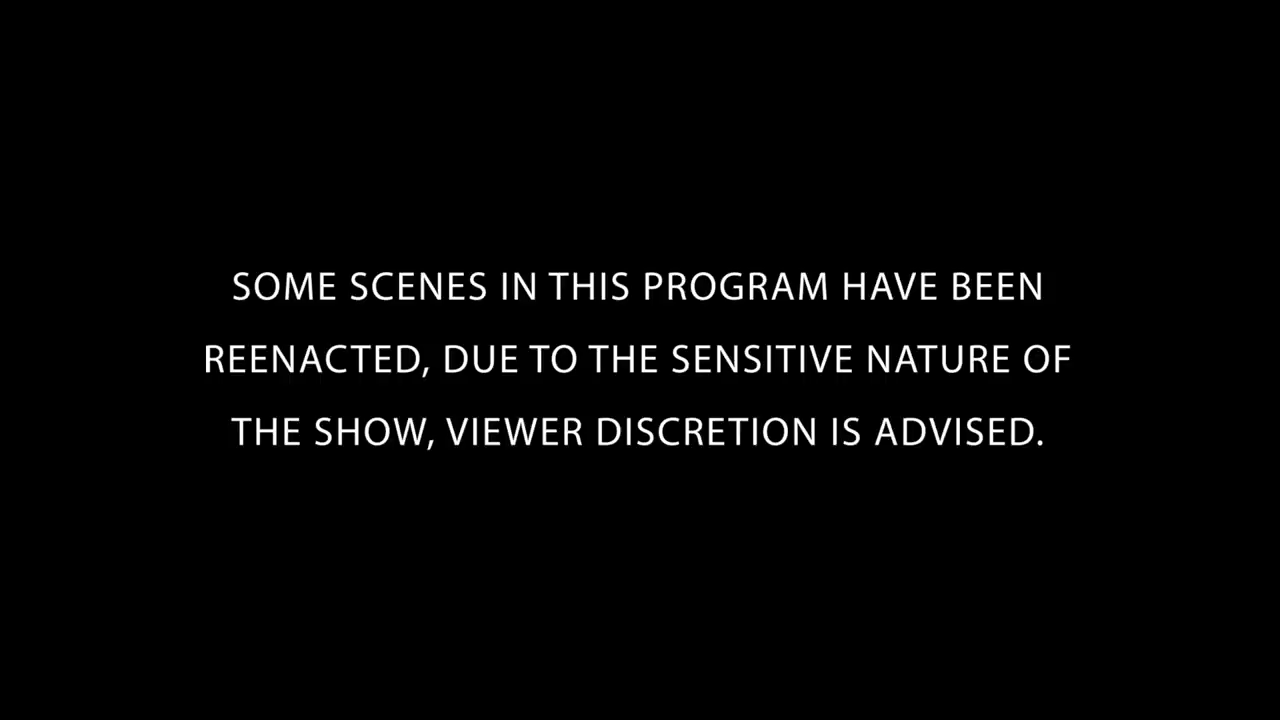 SOME SCENES IN THIS PROGRAM HAVE BEEN
REENACTED, DUE TO THE SENSITIVE NATURE OF
THE SHOW, VIEWER DISCRETION IS ADVISED.